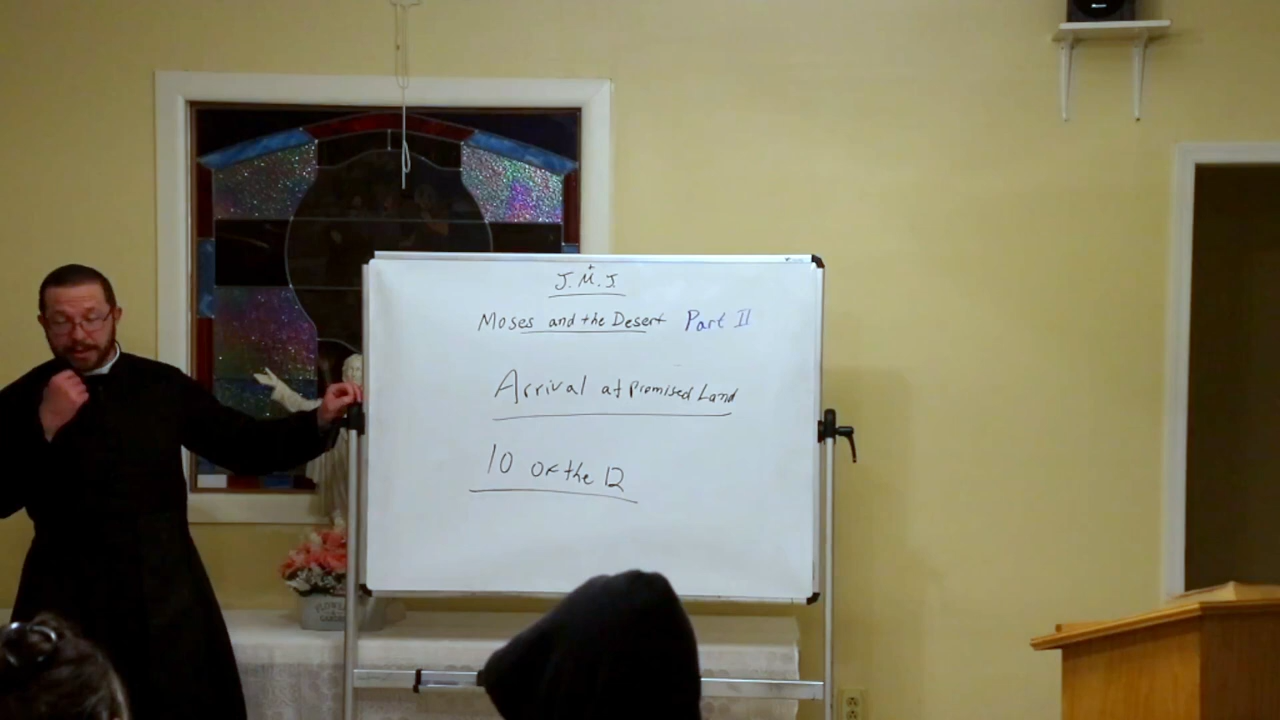 J.M.J.
Moses and the Desert Part II
Arrival at Promised Land
10 of the 12